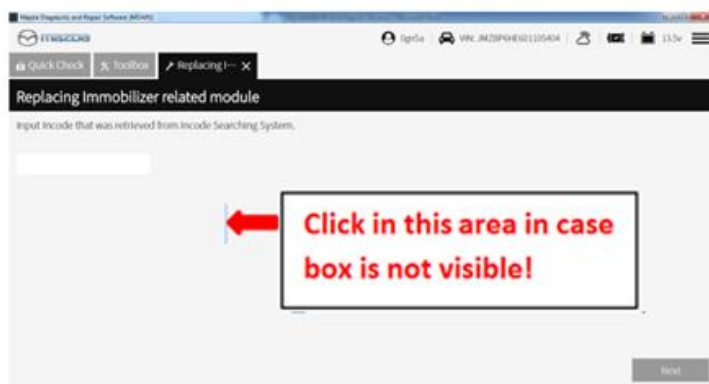 Mazda Diagnostic and Repair Software (MDARS)
mazda
VIN: 13.5v
Quick Check Toolbox Replacing I··· X
Replacing Immobilizer related module
Input Incode that was retrieved from Incode Searching System.
Click in this area in case
box is not visible!
Next